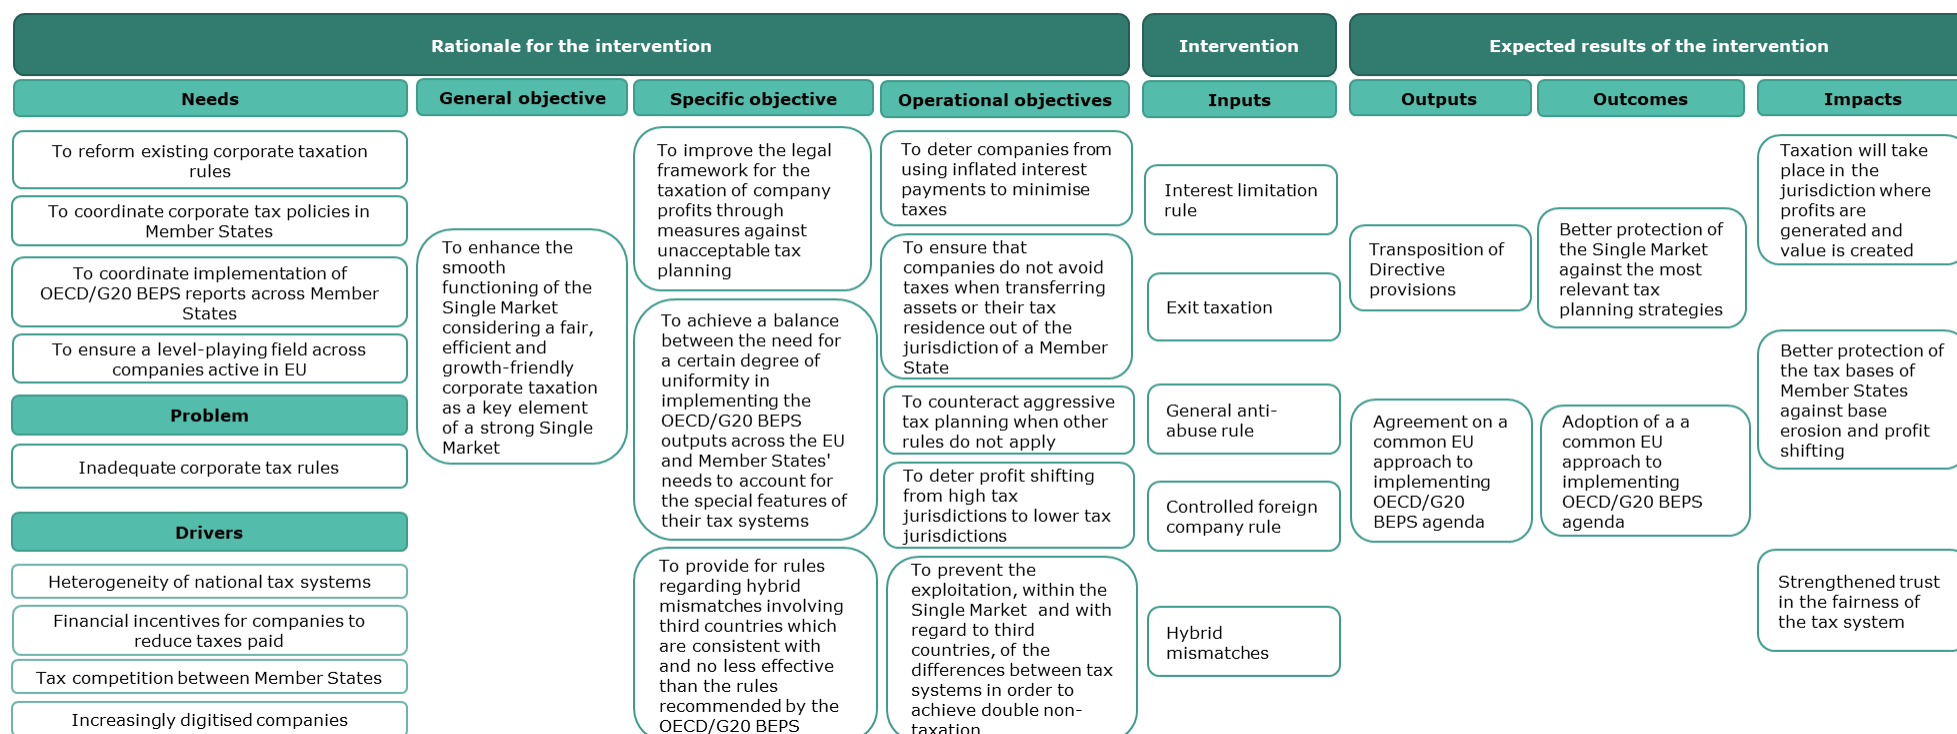 Rationale for the intervention
Intervention
Expected results of the intervention
Needs
General objective
Specific objective
Operational objectives
Inputs
Outputs
Outcomes
Impacts
To reform existing corporate taxation
rules
To coordinate corporate tax policies in
Member States
To coordinate implementation of
OECD/G20 BEPS reports across Member
States
To ensure a level-playing field across
companies active in EU
Problem
Inadequate corporate tax rules
Drivers
Heterogeneity of national tax systems
Financial incentives for companies to
reduce taxes paid
Tax competition between Member States
Increasingly digitised companies
To enhance the
smooth
functioning of the
Single Market
considering a fair,
efficient and
growth-friendly
corporate taxation
as a key element
of a strong Single
Market
To improve the legal
framework for the
taxation of company
profits through
measures against
unacceptable tax
planning
To achieve a balance
between the need for
a certain degree of
uniformity in
implementing the
OECD/G20 BEPS
outputs across the EU
and Member States'
needs to account for
the special features of
their tax systems
To provide for rules
regarding hybrid
mismatches involving
third countries which
are consistent with
and no less effective
than the rules
recommended by the
OECD/G20 BEPS
To deter companies from
using inflated interest
payments to minimise
taxes
To ensure that
companies do not avoid
taxes when transferring
assets or their tax
residence out of the
jurisdiction of a Member
State
To counteract aggressive
tax planning when other
rules do not apply
To deter profit shifting
from high tax
jurisdictions to lower tax
jurisdictions
To prevent the
exploitation, within the
Single Market and with
regard to third
countries, of the
differences between tax
systems in order to
achieve double non-
taxation
Interest limitation
rule
Exit taxation
General anti-
abuse rule
Controlled foreign
company rule
Hybrid
mismatches
Transposition of
Directive
provisions
Agreement on a
common EU
approach to
implementing
OECD/G20
BEPS agenda
Better protection of
the Single Market
against the most
relevant tax
planning strategies
Adoption of a a
common EU
approach to
implementing
OECD/G20 BEPS
agenda
Taxation will take
place in the
jurisdiction where
profits are
generated and
value is created
Better protection of
the tax bases of
Member States
against base
erosion and profit
shifting
Strengthened trust
in the fairness of
the tax system